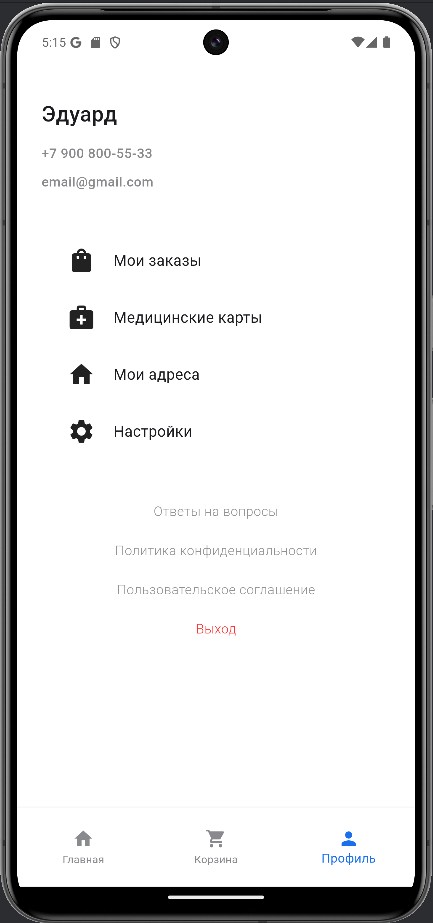 5:15
Эдуард
+7 900 800-55-33
email@gmail.com
Мои заказы
Медицинские карты
Мои адреса
Настройки
Ответы на вопросы
Политика конфиденциальности
Пользовательское соглашение
Выход
Главная Корзина Профиль